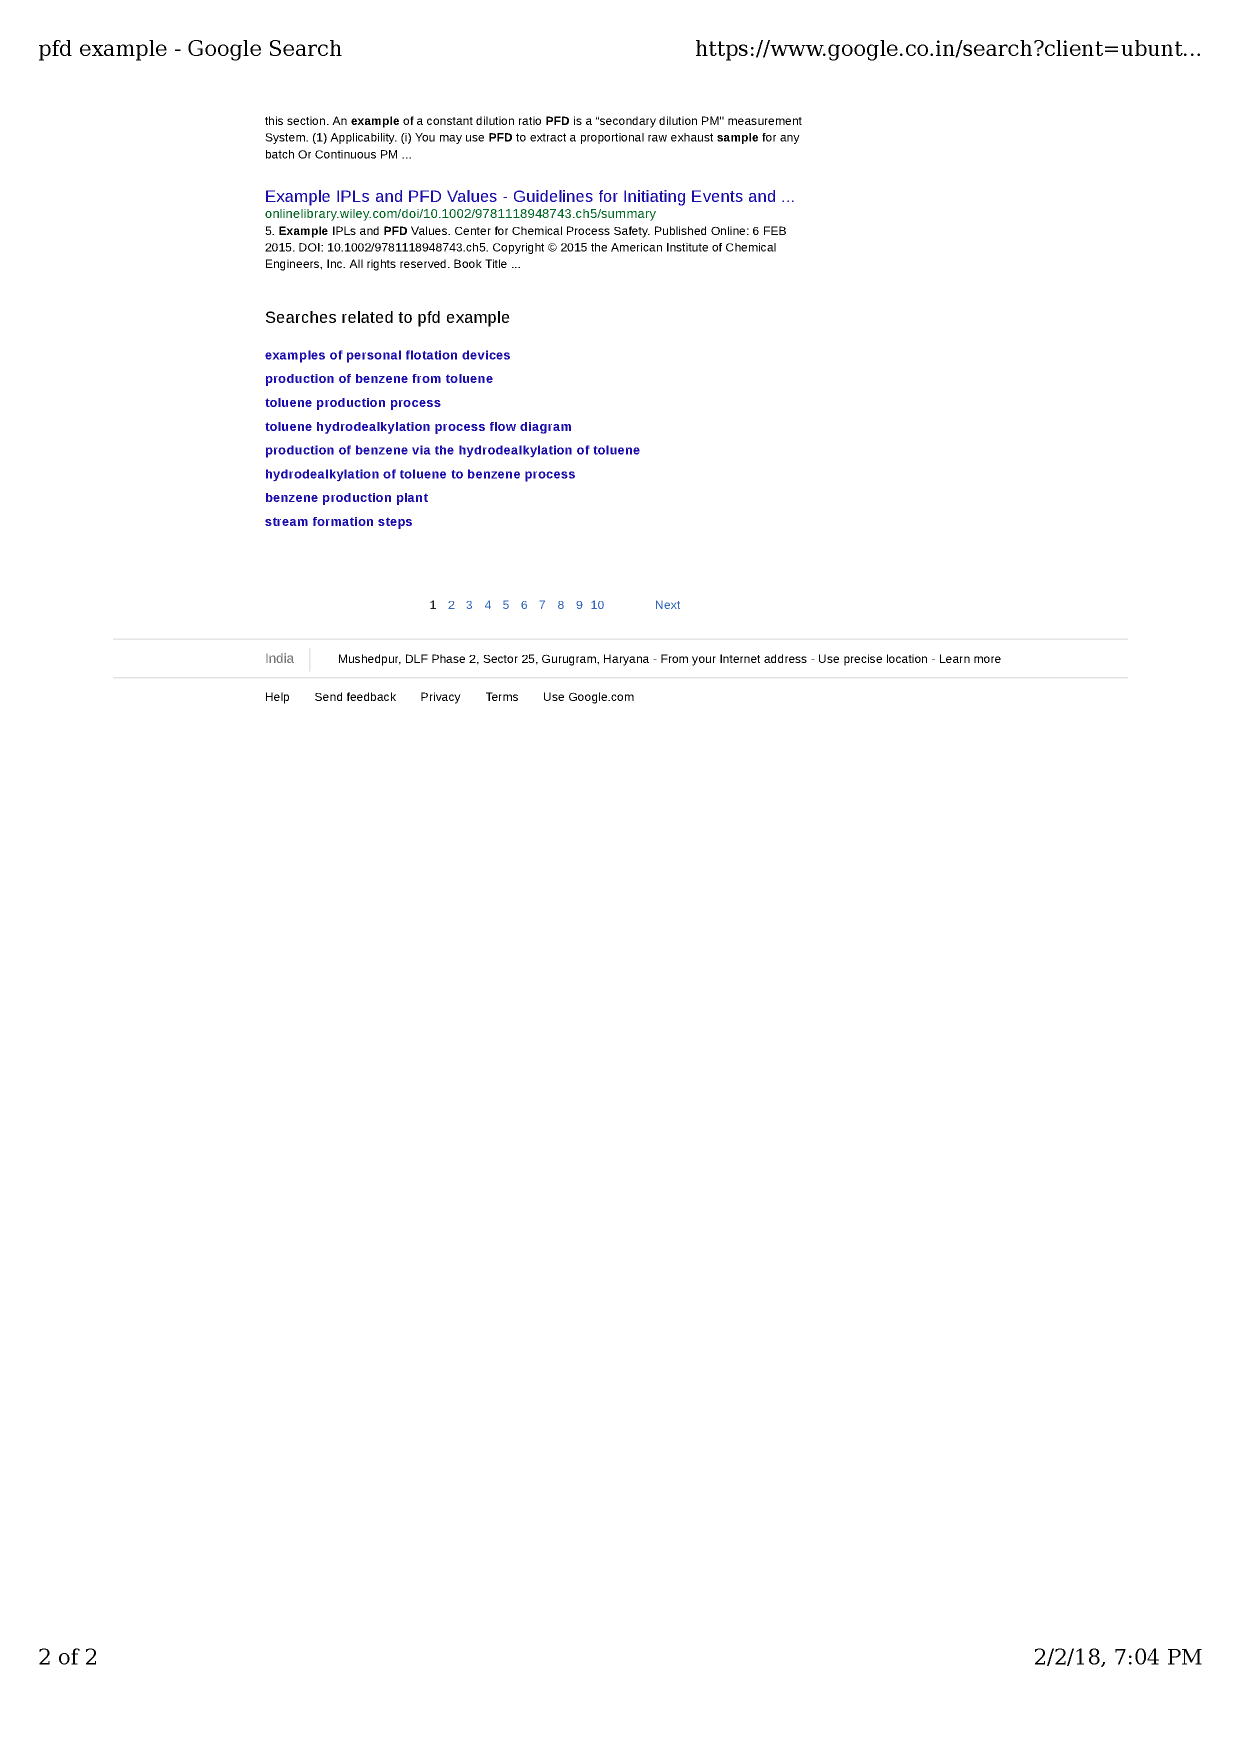 pfd example - Google Search
https://www.google.co.in/search?client=ubunt...
this section. An example of a constant dilution ratio PFD is a “secondary dilution PM" measurement
System. (1) Applicability. (i) You may use PFD to extract a proportional raw exhaust sample for any
batch Or Continuous PM ...
Example IPLs and PFD Values - Guidelines for Initiating Events and ...
onlinelibrary.wiley.com/doi/10.1002/9781118948743.ch5/summary
5. Example IPLs and PFD Values. Center for Chemical Process Safety. Published Online: 6 FEB
2015. DOI: 10.1002/9781118948743.ch5. Copyright © 2015 the American Institute of Chemical
Engineers, Inc. All rights reserved. Book Title ...
Searches related to pfd example
examples of personal flotation devices
production of benzene from toluene
toluene production process
toluene hydrodealkylation process flow diagram
production of benzene via the hydrodealkylation of toluene
hydrodealkylation of toluene to benzene process
benzene production plant
stream formation steps
1 2 3 4 5 6 7 8 9 10 Next
India Mushedpur, DLF Phase 2, Sector 25, Gurugram, Haryana - From your Internet address - Use precise location - Learn more
Help Send feedback Privacy Terms Use Google.com
2 of 2
2/2/18, 7:04 PM